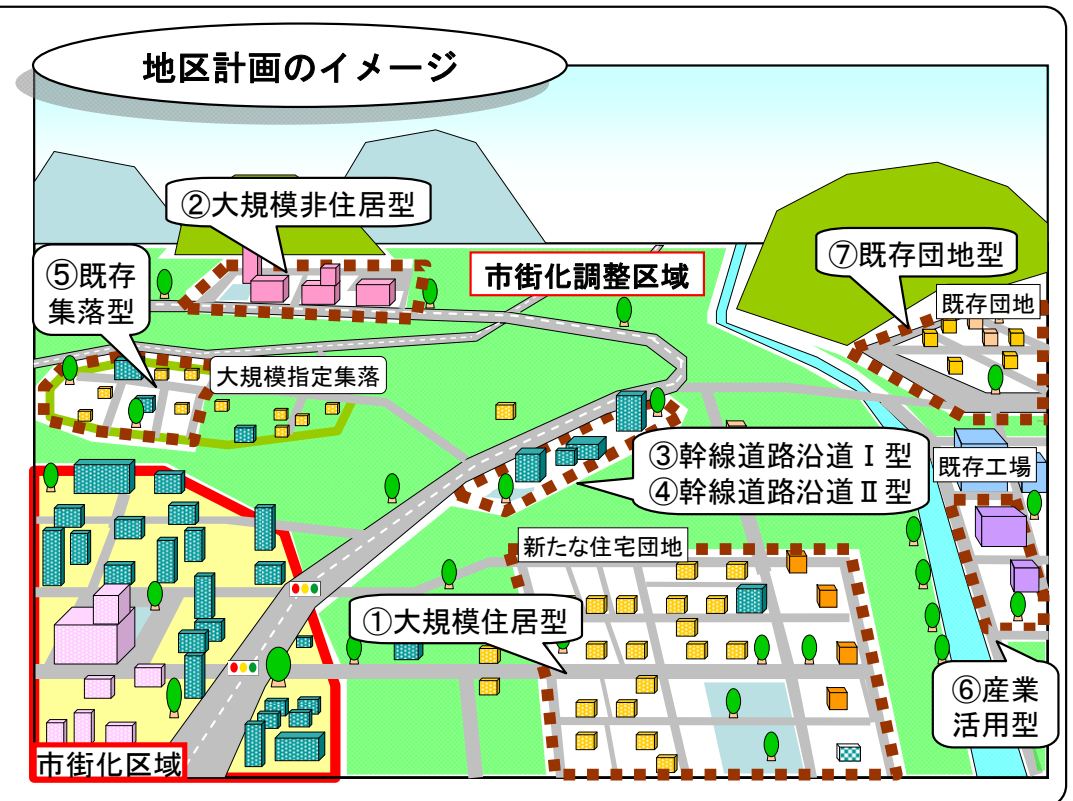 地区計画のイメージ
②大規模非住居型
市街化調整区域
⑦既存団地型
⑤既存
集落型
既存団地
大規模指定集落
③幹線道路沿道Ⅰ型
④幹線道路沿道Ⅱ型
既存工場
新たな住宅団地
①大規模住居型
⑥産業
活用型
市街化区域